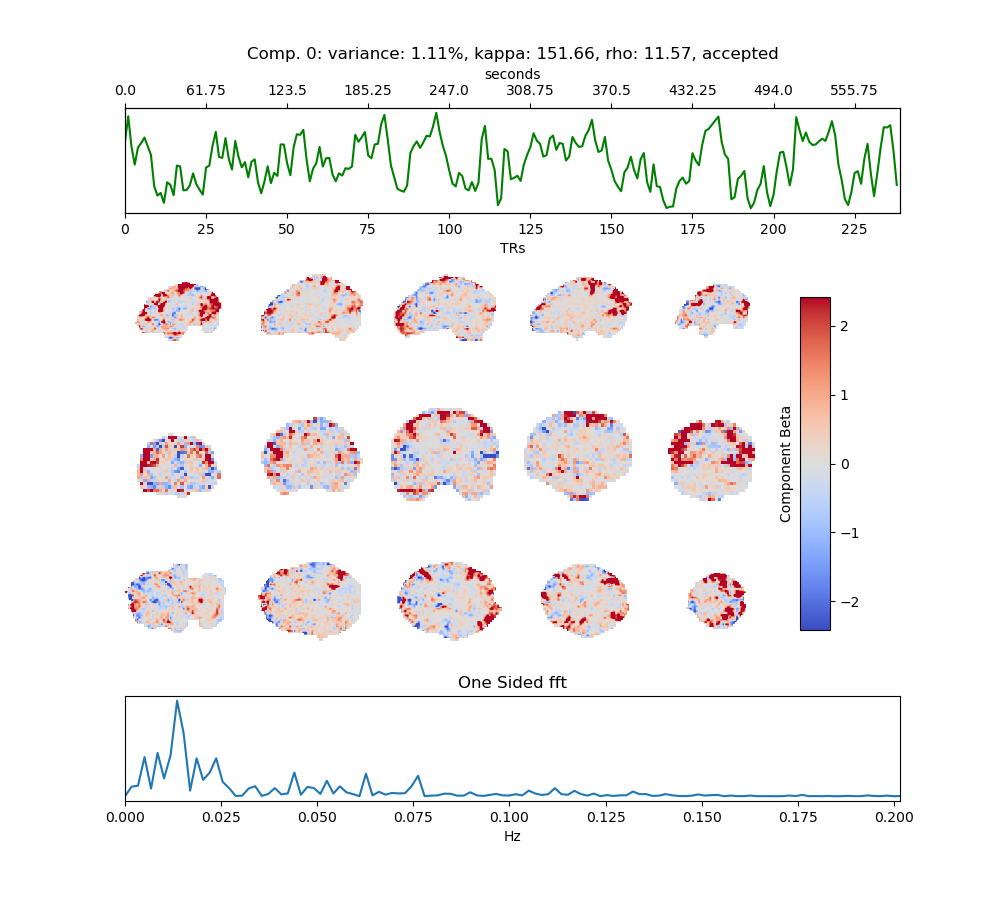 Comp. 0: variance: 1.11%, kappa: 151.66, rho: 11.57, accepted
seconds
0.0 61.75 123.5 185.25 247.0 308.75 370.5 432.25 494.0 555.75
0 25 50 75 100 125 150 175 200 225
TRs
2
1
0
−1
−2
Component Beta
One Sided fft
0.000 0.025 0.050 0.075 0.100 0.125 0.150 0.175 0.200
Hz